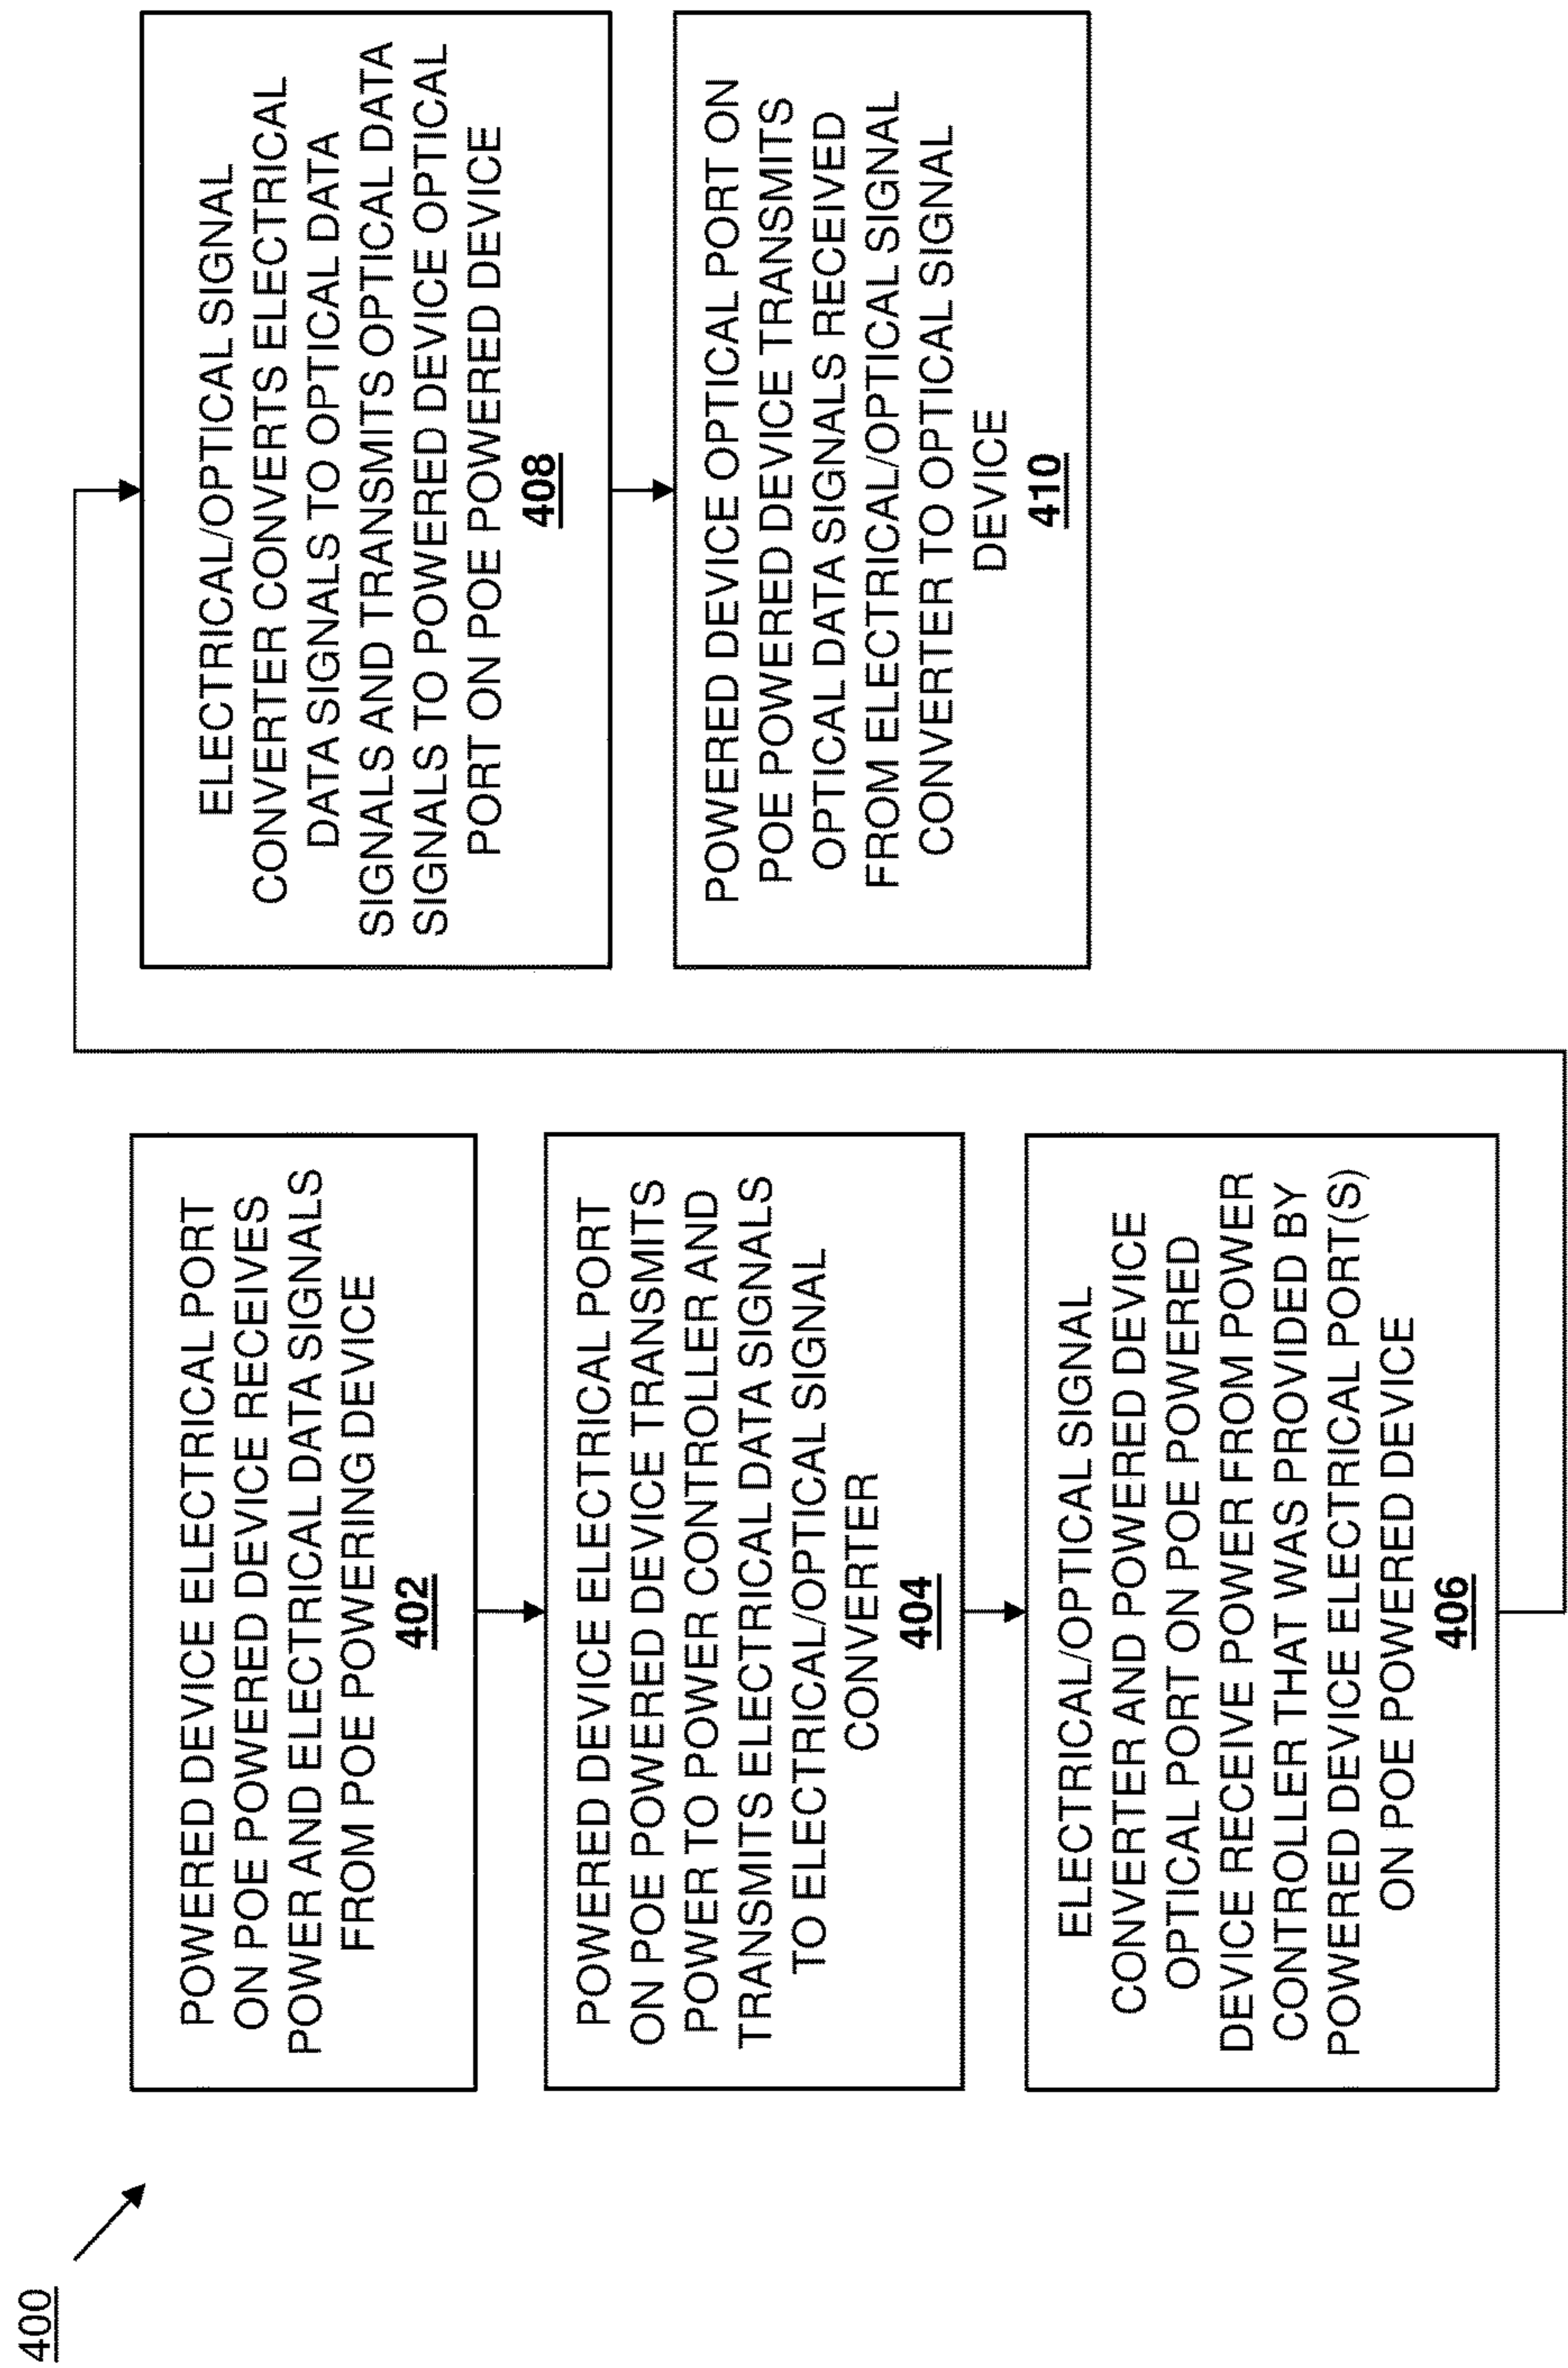 400
POWERED DEVICE ELECTRICAL PORT
ON POE POWERED DEVICE RECEIVES
POWER AND ELECTRICAL DATA SIGNALS
FROM POE POWERING DEVICE
402
POWERED DEVICE ELECTRICAL PORT
ON POE POWERED DEVICE TRANSMITS
POWER TO POWER CONTROLLER AND
TRANSMITS ELECTRICAL DATA SIGNALS
TO ELECTRICAL/OPTICAL SIGNAL
CONVERTER
404
ELECTRICAL/OPTICAL SIGNAL
CONVERTER AND POWERED DEVICE
OPTICAL PORT ON POE POWERED
DEVICE RECEIVE POWER FROM POWER
CONTROLLER THAT WAS PROVIDED BY
POWERED DEVICE ELECTRICAL PORT(S)
ON POE POWERED DEVICE
406
ELECTRICAL/OPTICAL SIGNAL
CONVERTER CONVERTS ELECTRICAL
DATA SIGNALS TO OPTICAL DATA
SIGNALS AND TRANSMITS OPTICAL DATA
SIGNALS TO POWERED DEVICE OPTICAL
PORT ON POE POWERED DEVICE
408
POWERED DEVICE OPTICAL PORT ON
POE POWERED DEVICE TRANSMITS
OPTICAL DATA SIGNALS RECEIVED
FROM ELECTRICAL/OPTICAL SIGNAL
CONVERTER TO OPTICAL SIGNAL
DEVICE
410